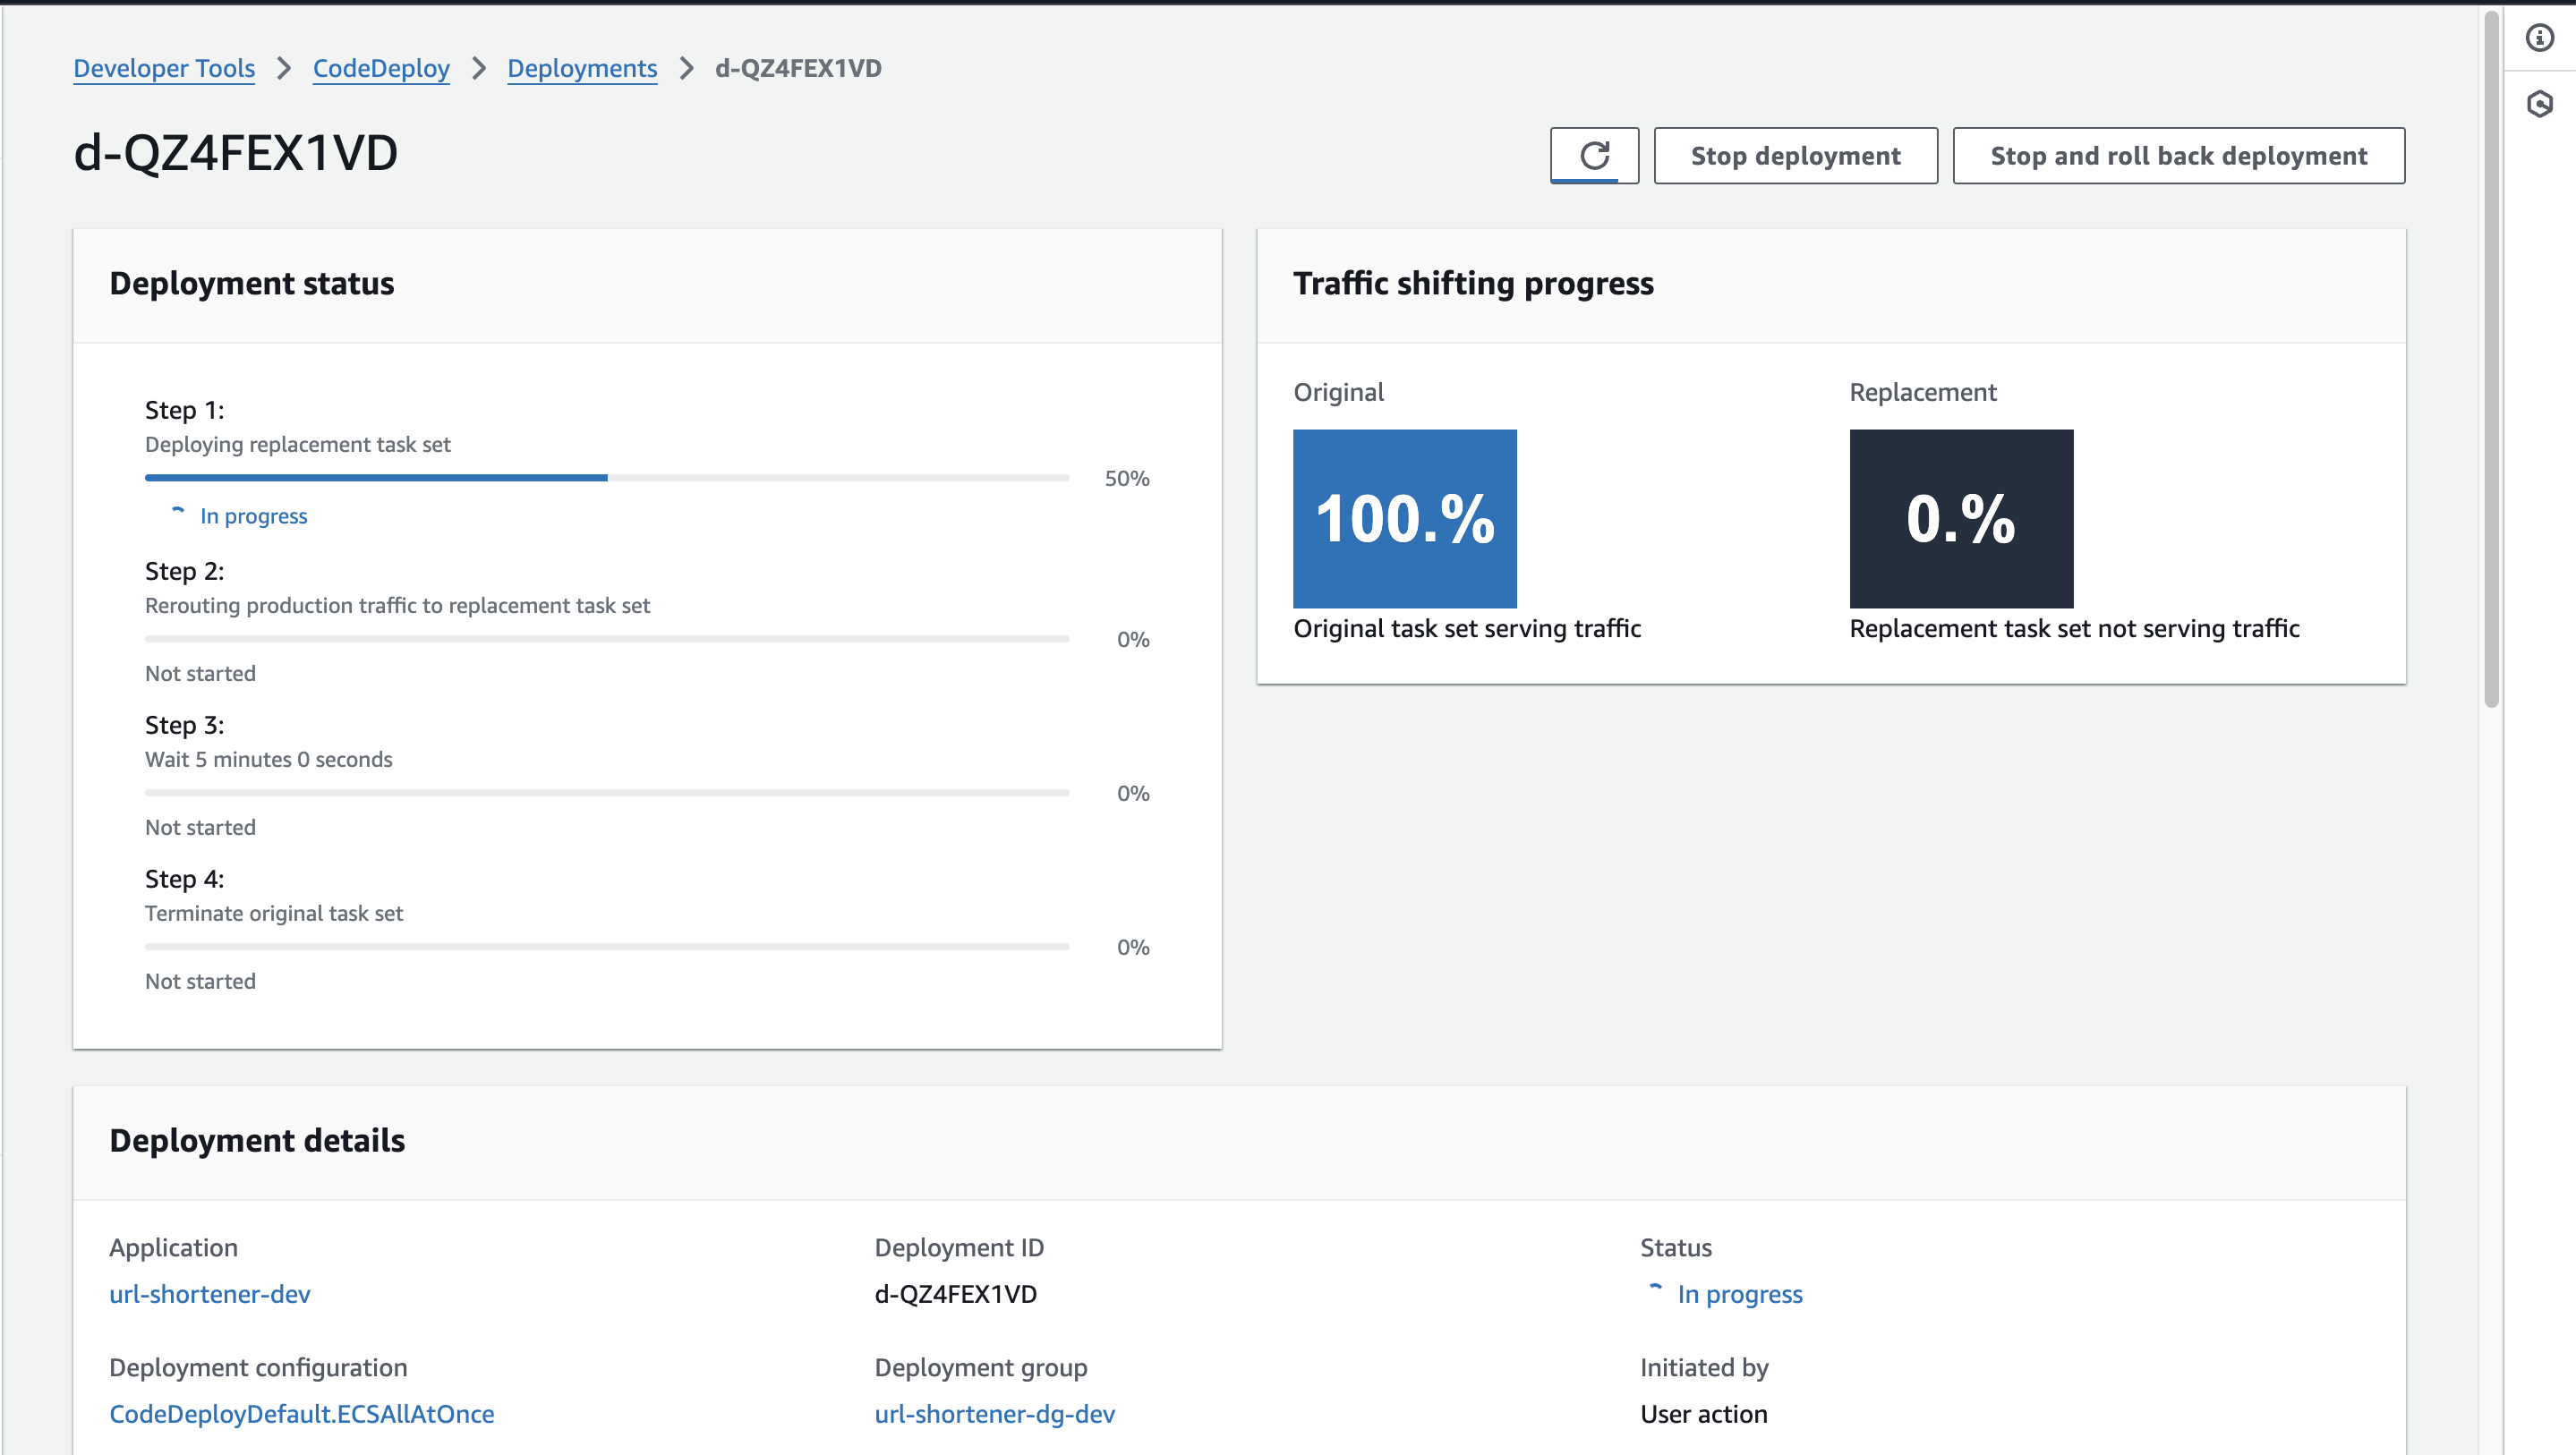 Developer Tools > CodeDeploy > Deployments > d-QZ4FEX1VD
d-QZ4FEX1VD
Stop deployment
Stop and roll back deployment
Deployment status
Step 1:
Deploying replacement task set
50%
In progress
Step 2:
Rerouting production traffic to replacement task set
0%
Not started
Step 3:
Wait 5 minutes 0 seconds
0%
Not started
Step 4:
Terminate original task set
0%
Not started
Traffic shifting progress
Original
100.%
Original task set serving traffic
Replacement
0.%
Replacement task set not serving traffic
Deployment details
Application
url-shortener-dev
Deployment ID
d-QZ4FEX1VD
Status
In progress
Deployment configuration
CodeDeployDefault.ECSAllAtOnce
Deployment group
url-shortener-dg-dev
Initiated by
User action